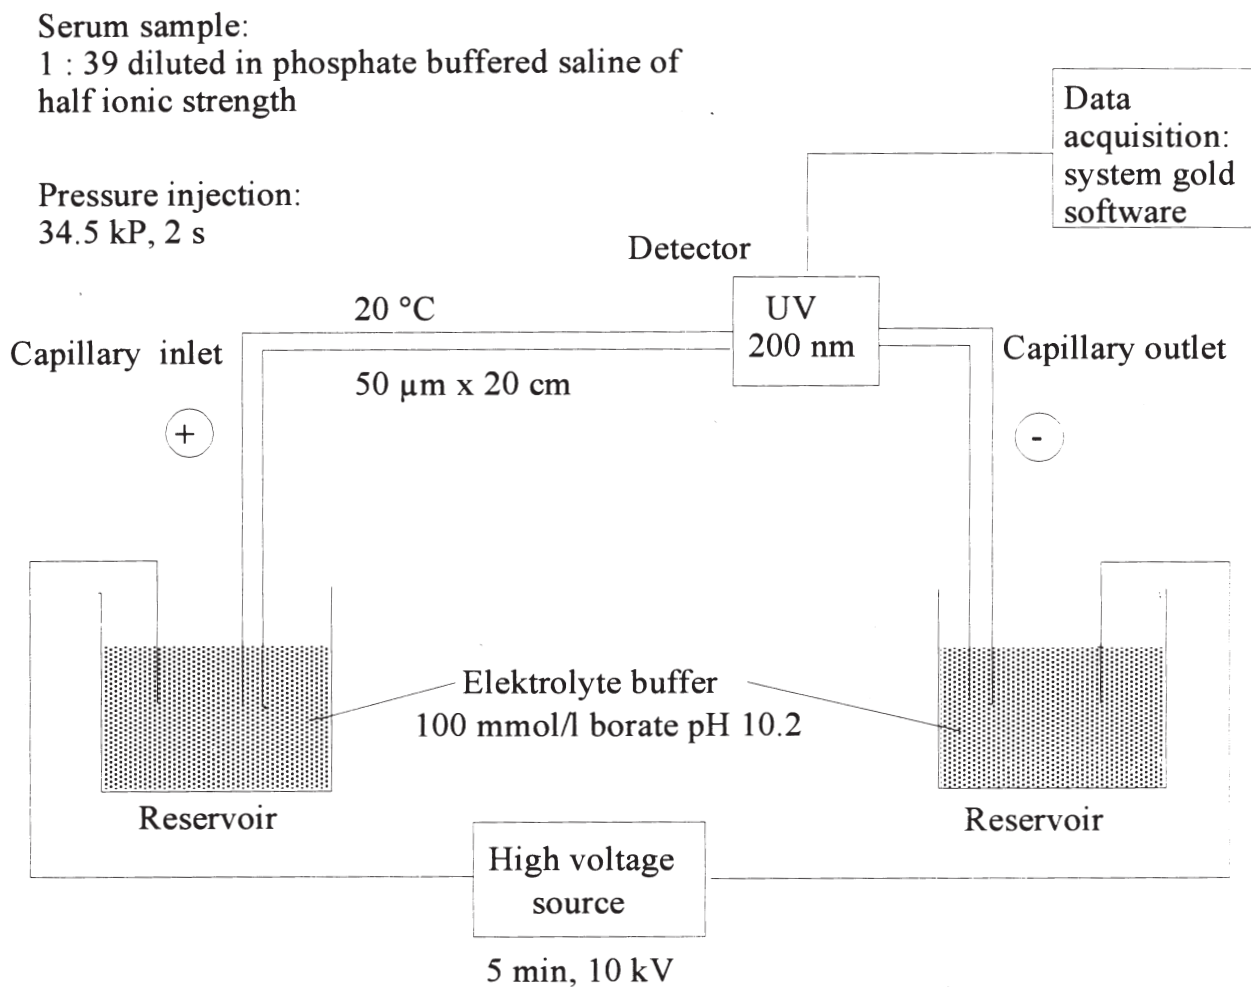 Serum sample:
1 : 39 diluted in phosphate buffered saline of
half ionic strength
Pressure injection:
34.5 kP, 2 s
Data
acquisition:
system gold
software
Detector
UV
200 nm
20 °C
50 µm x 20 cm
Capillary inlet
Capillary outlet
+
-
Elektrolyte buffer
100 mmol/l borate pH 10.2
Reservoir
Reservoir
High voltage
source
5 min, 10 kV